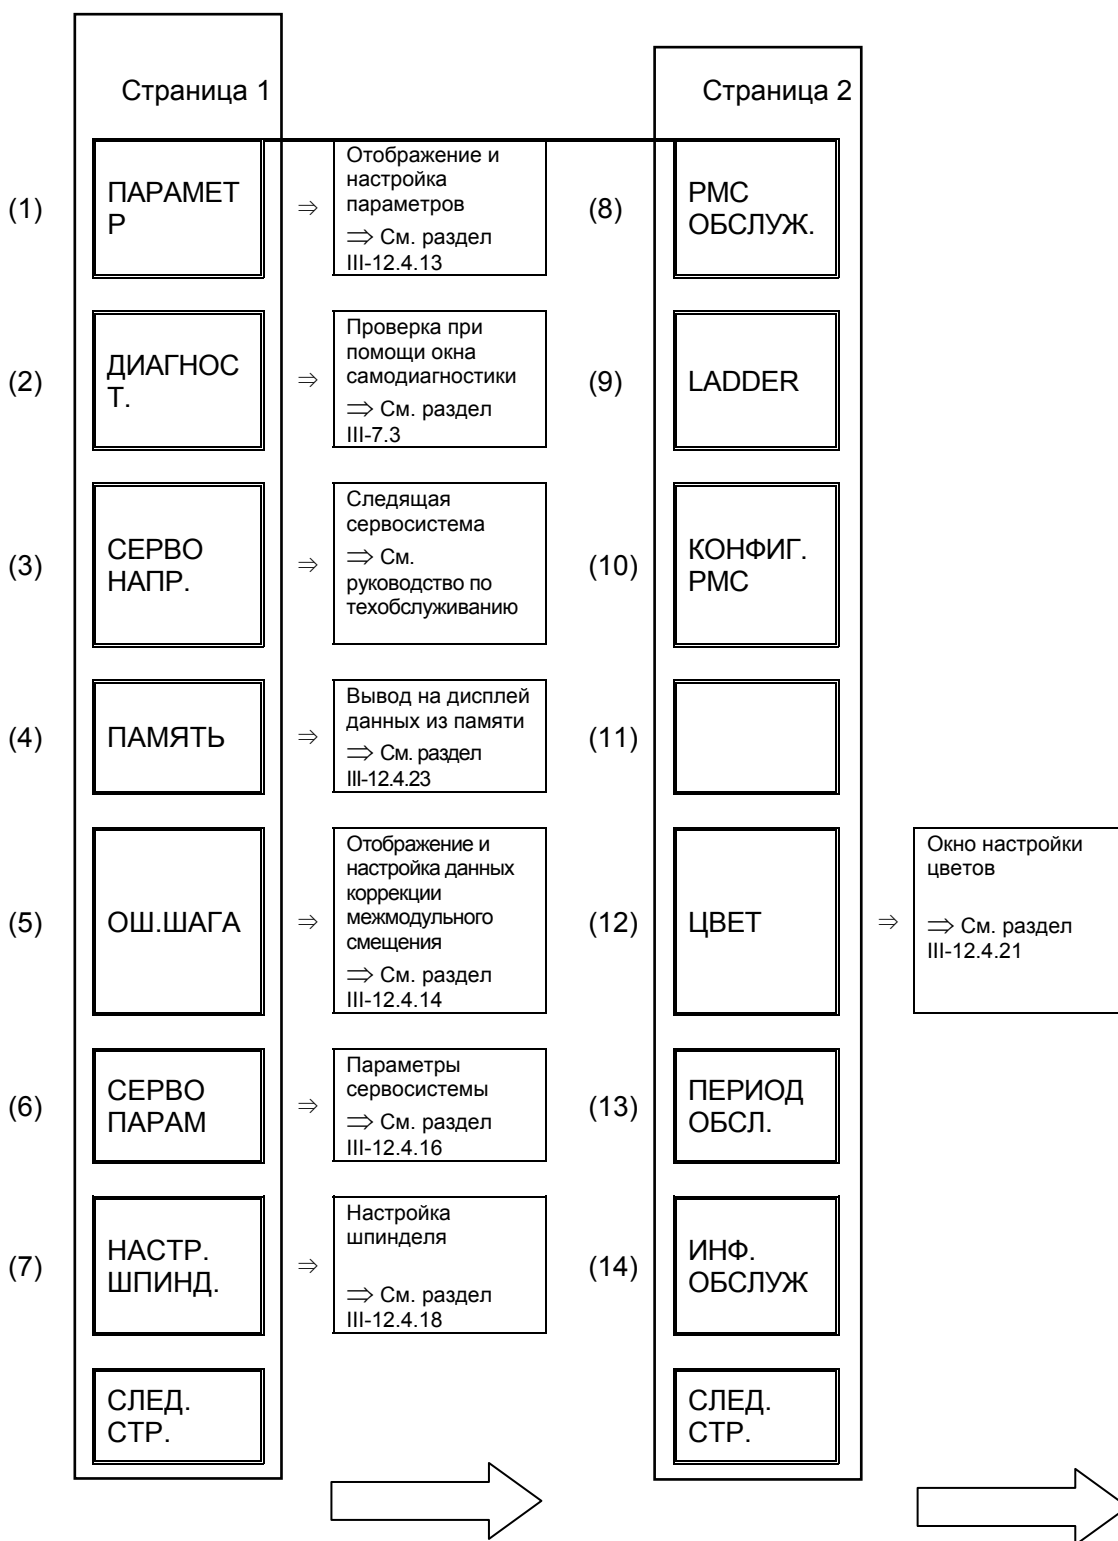 Страница 1
(1)
ПАРАМЕТ
Р
⇒
Отображение и
настройка
параметров
⇒ См. раздел
III-12.4.13
(2)
ДИАГНОС
Т.
⇒
Проверка при
помощи окна
самодиагностики
⇒ См. раздел
III-7.3
(3)
СЕРВО
НАПР.
⇒
Следящая
сервосистема
⇒ См.
руководство по
техобслуживанию
(4)
ПАМЯТЬ
⇒
Вывод на дисплей
данных из памяти
⇒ См. раздел
III-12.4.23
(5)
ОШ.ШАГА
⇒
Отображение и
настройка данных
коррекции
межмодульного
смещения
⇒ См. раздел
III-12.4.14
(6)
СЕРВО
ПАРАМ
⇒
Параметры
сервосистемы
⇒ См. раздел
III-12.4.16
(7)
НАСТР.
ШПИНД.
⇒
Настройка
шпинделя
⇒ См. раздел
III-12.4.18
СЛЕД.
СТР.
Страница 2
(8)
PMC
ОБСЛУЖ.
(9)
LADDER
(10)
КОНФИГ.
PMC
(11)
(12)
ЦВЕТ
⇒
Окно настройки
цветов
⇒ См. раздел
III-12.4.21
(13)
ПЕРИОД
ОБСЛ.
(14)
ИНФ.
ОБСЛУЖ
СЛЕД.
СТР.